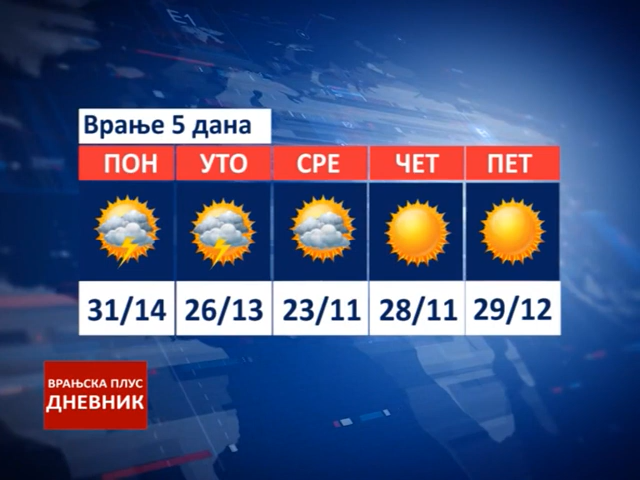 E1
Врање 5 дана
ПОН УТО СРЕ ЧЕТ ПЕТ
31/14 26/13 23/11 28/11 29/12
ВРАЊСКА ПЛУС
ДНЕВНИК